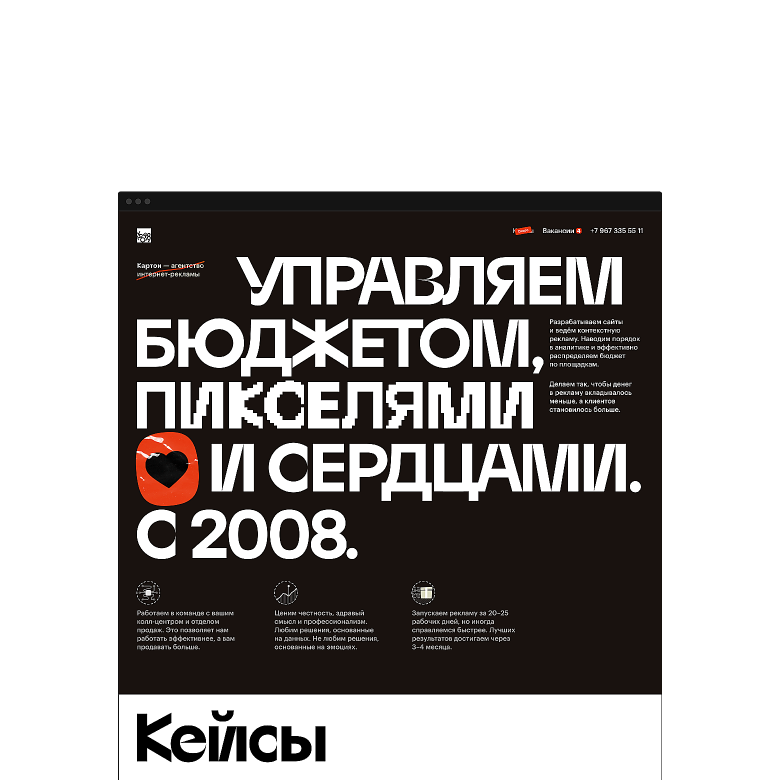 Вакансии 4
+7 967 335 55 11
Картон — агентство
интернет-рекламы
УПРАВЛЯЕМ
БЮДЖЕТОМ,
ПИКСЕЛЯМИ
И СЕРДЦАМИ.
С 2008.
Разрабатываем сайты
и ведём контекстную
рекламу. Наводим порядок
в аналитике и эффективно
распределяем бюджет
по площадкам.
Делаем так, чтобы денег
в рекламу вкладывалось
меньше, а клиентов
становилось больше.
Работаем в команде с вашим
колл-центром и отделом
продаж. Это позволяет нам
работать эффективнее, а вам
продавать больше.
Ценим честность, здравый
смысл и профессионализм.
Любим решения, основанные
на данных. Не любим решения,
основанные на эмоциях.
Запускаем рекламу за 20–25
рабочих дней, но иногда
справляемся быстрее. Лучших
результатов достигаем через
3–4 месяца.
Кейсы